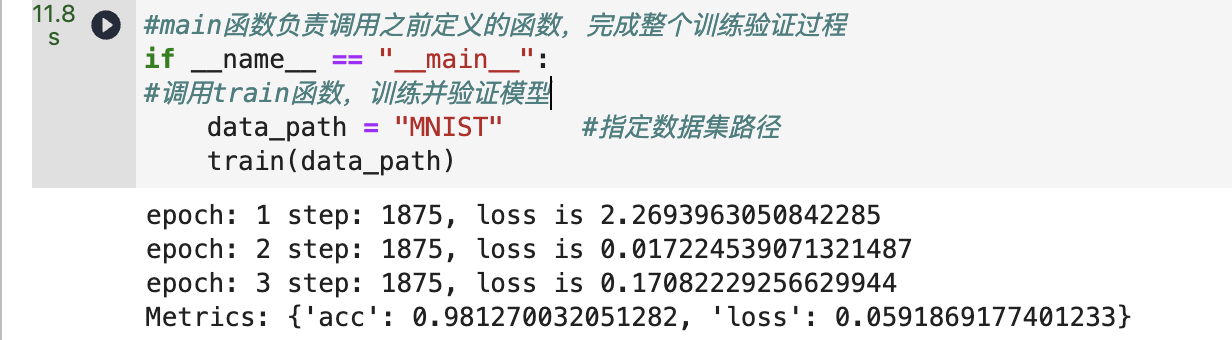 11.8
s
#main函数负责调用之前定义的函数，完成整个训练验证过程
if __name__ == "__main__":
#调用train函数，训练并验证模型
data_path = "MNIST" #指定数据集路径
train(data_path)
epoch: 1 step: 1875, loss is 2.2693963050842285
epoch: 2 step: 1875, loss is 0.017224539071321487
epoch: 3 step: 1875, loss is 0.17082229256629944
Metrics: {'acc': 0.981270032051282, 'loss': 0.0591869177401233}